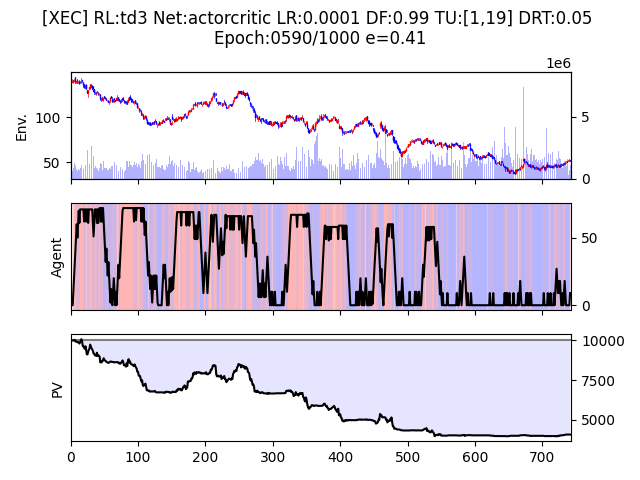 [XEC] RL:td3 Net:actorcritic LR:0.0001 DF:0.99 TU:[1,19] DRT:0.05
Epoch:0590/1000 e=0.41
1e6
Env.
100
50
5
0
Agent
50
0
PV
10000
7500
5000
0
100
200
300
400
500
600
700